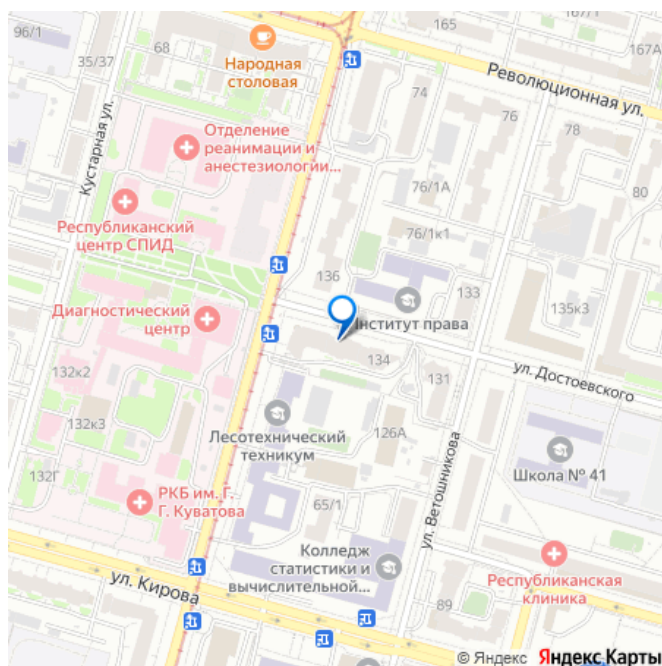 96/1
35/37
68
Народная
столовая
165
167/1
167А
Революционная ул.
74
76
78
80
Кустарная ул.
Отделение
реанимации и
анестезиологии...
76/1А
Республиканский
центр СПИД
76/1к1
136
133
135к3
Диагностический
центр
Институт права
134
131
ул. Достоевского
132к2
132к3
132Г
Лесотехнический
техникум
126А
Школа № 41
ул. Ветошникова
РКБ им. Г.
Г. Куватова
65/1
Колледж
статистики и
вычислительной...
Республиканская
клиника
ул. Кирова
89
© Яндекс Яндекс Карты